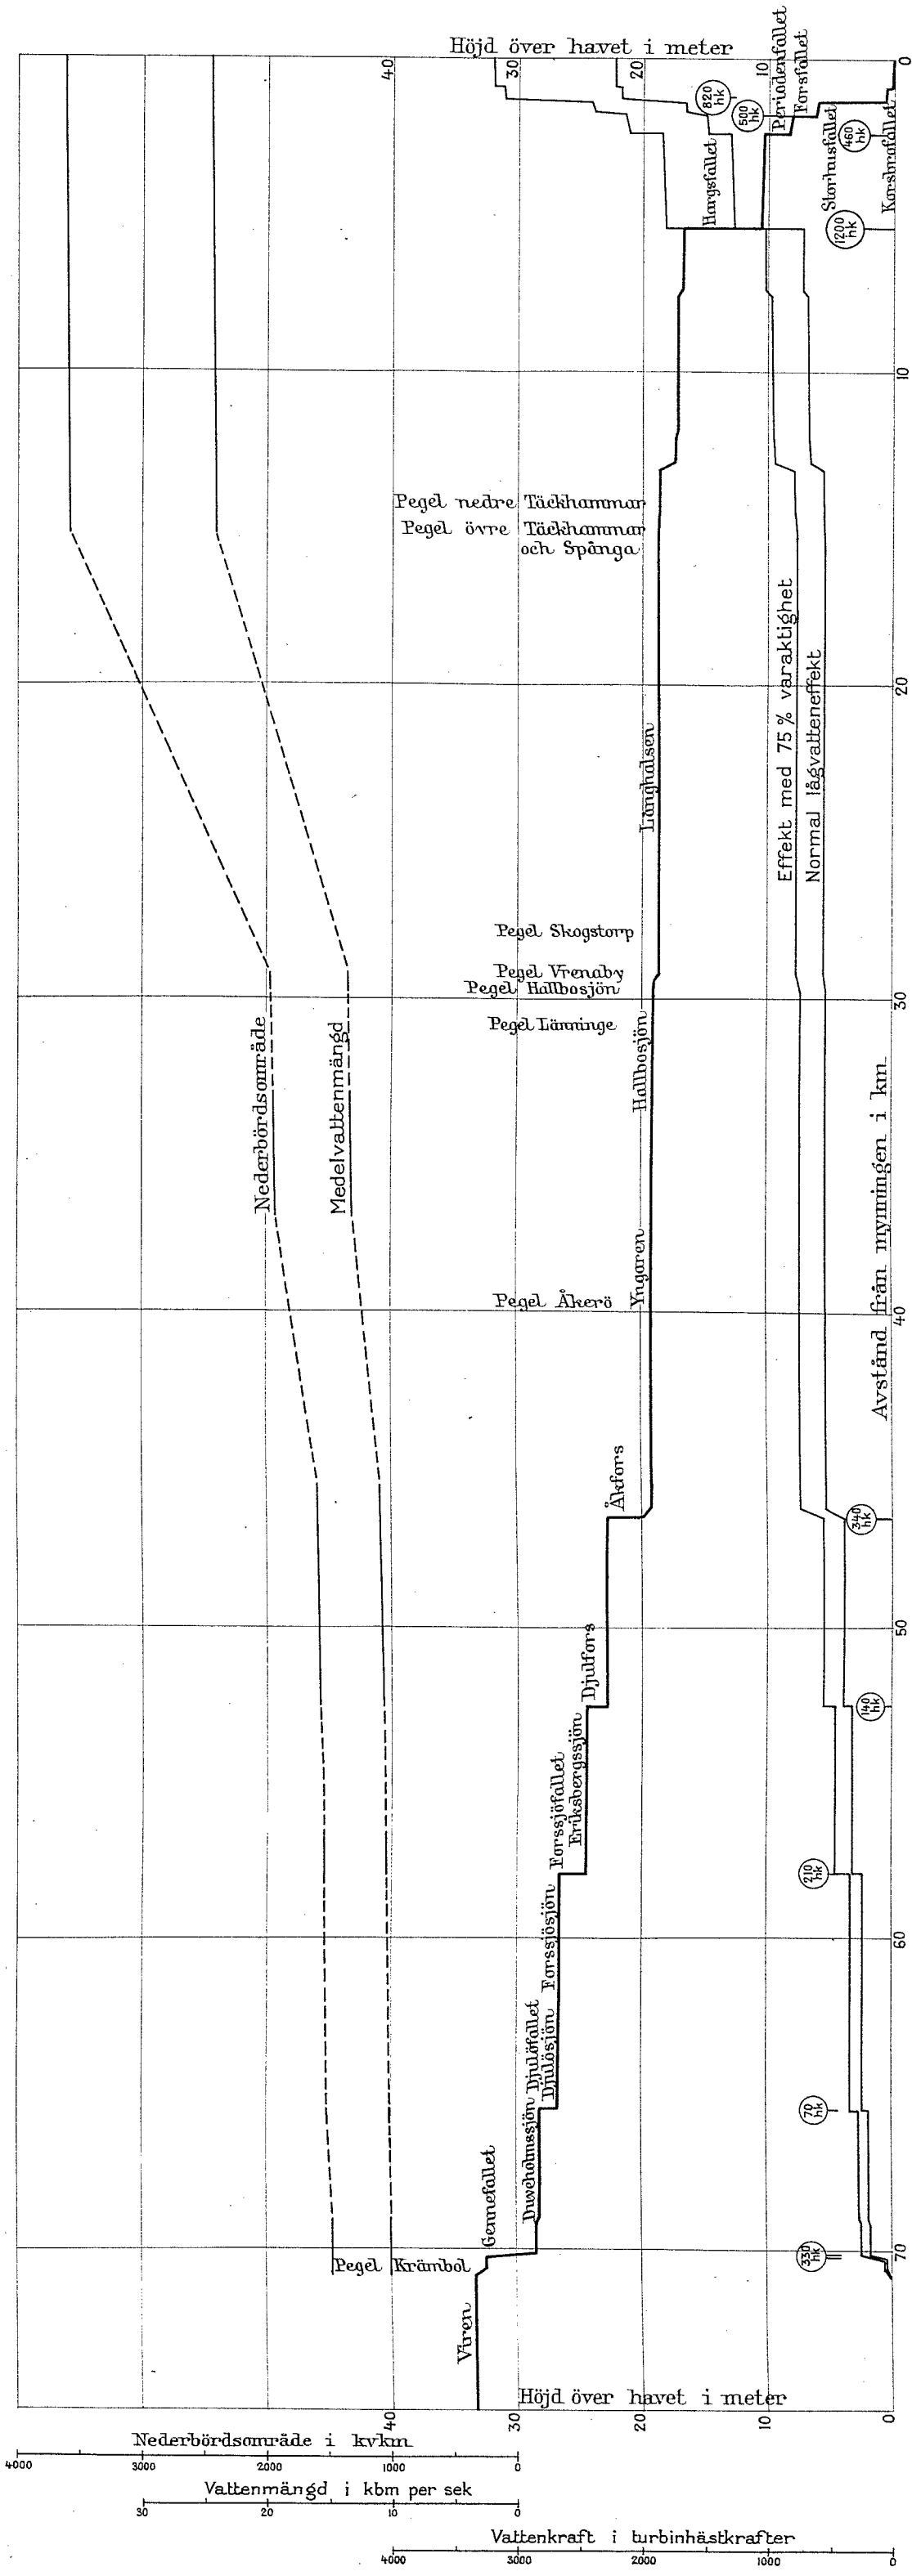 Höjd över havet i meter
40
30
20
10
0
820
hk
500
hk
Periodenfallet
Forsfallet
Hargsfallet
Storhusfallet
460
hk
Korsbrofallet
1200
hk
10
Pegel nedre Täckhammar
Pegel övre Täckhammar
och Spånga
20
Effekt med 75 % varaktighet
Normal lågvatteneffekt
Långhalsen
Pegel Skogstorp
Pegel Vrenaby
Pegel Hallbosjön
30
Pegel Länninge
Nederbördsområde
Medelvattenmängd
Hallbosjön
Avstånd från mynningen i km
Yngaren
Pegel Åkerö
40
Åkfors
340
hk
50
Djulfors
140
hk
Eriksbergssjön
Forssjöfallet
210
hk
Forssjösjön
60
Djulöfallet
Djulösjön
70
hk
Duveholmssjön
Gennefallet
330
hk
70
Pegel Krämbol
Viren
Höjd över havet i meter
40
30
20
10
0
Nederbördsområde i kvkm
4000
3000
2000
1000
0
Vattenmängd i kbm per sek
30
20
10
0
Vattenkraft i turbinhästkrafter
4000
3000
2000
1000
0